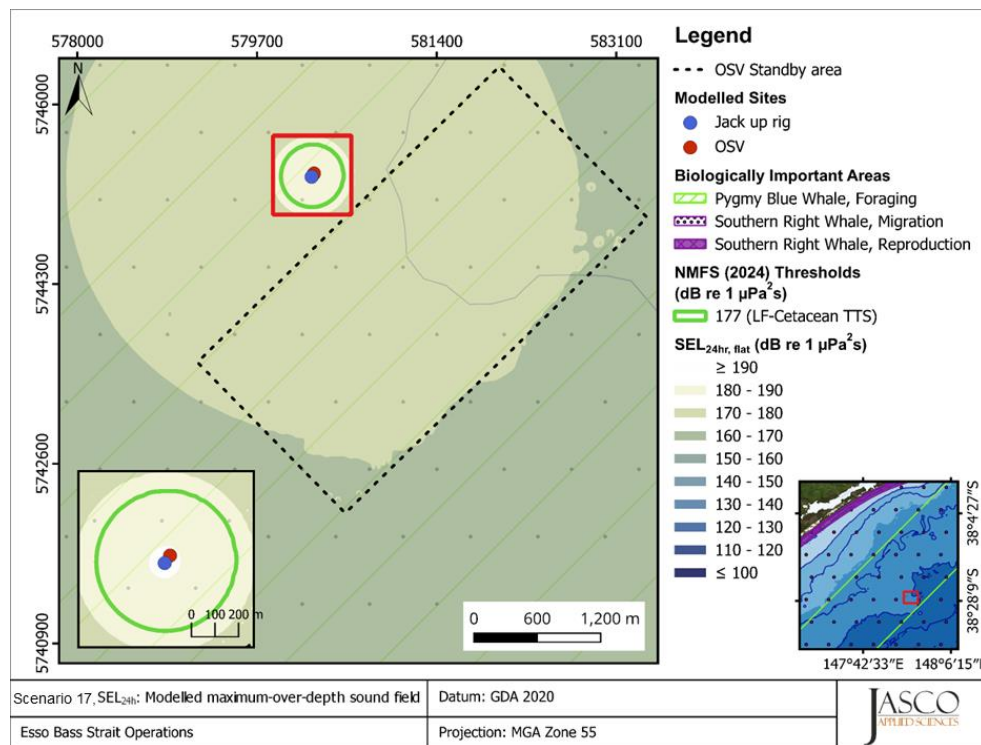 578000 579700 581400 583100
N
5746000
5744300
5742600
5740900
0 100 200 m
0 600 1,200 m
Legend
OSV Standby area
Modelled Sites
Jack up rig
OSV
Biologically Important Areas
Pygmy Blue Whale, Foraging
Southern Right Whale, Migration
Southern Right Whale, Reproduction
NMFS (2024) Thresholds
(dB re 1 µPa²s)
177 (LF-Cetacean TTS)
SEL24hr, flat (dB re 1 µPa²s)
≥ 190
180 - 190
170 - 180
160 - 170
150 - 160
140 - 150
130 - 140
120 - 130
110 - 120
≤ 100
38°4′27″S
38°28′9″S
147°42′33″E 148°6′15″E
Scenario 17, SEL24h: Modelled maximum-over-depth sound field
Datum: GDA 2020
Esso Bass Strait Operations
Projection: MGA Zone 55
JASCO
APPLIED SCIENCES